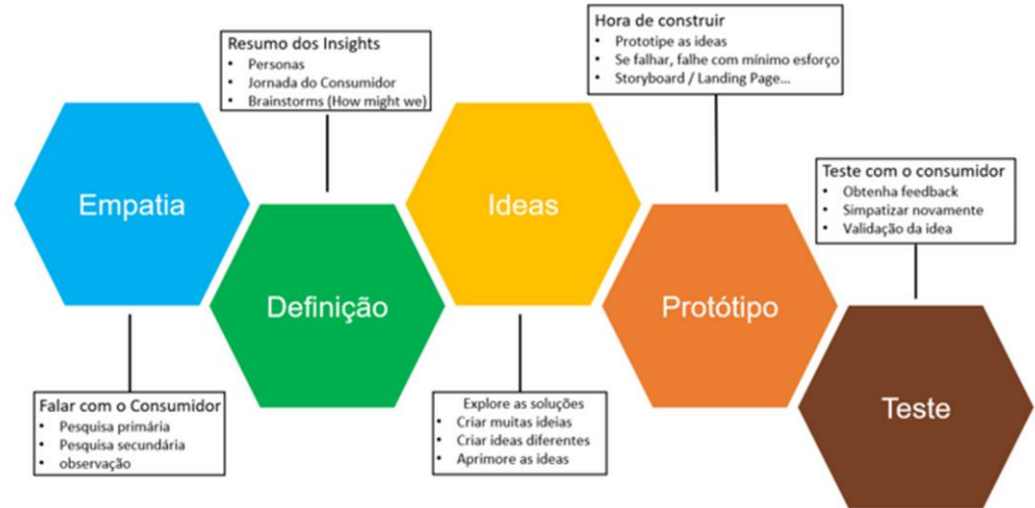 Empatia
Falar com o Consumidor
• Pesquisa primária
• Pesquisa secundária
• observação
Resumo dos Insights
• Personas
• Jornada do Consumidor
• Brainstorms (How might we)
Definição
Ideas
Explore as soluções
• Criar muitas ideias
• Criar ideas diferentes
• Aprimore as ideas
Hora de construir
• Prototipe as ideas
• Se falhar, falhe com mínimo esforço
• Storyboard / Landing Page...
Protótipo
Teste com o consumidor
• Obtenha feedback
• Simpatizar novamente
• Validação da idea
Teste